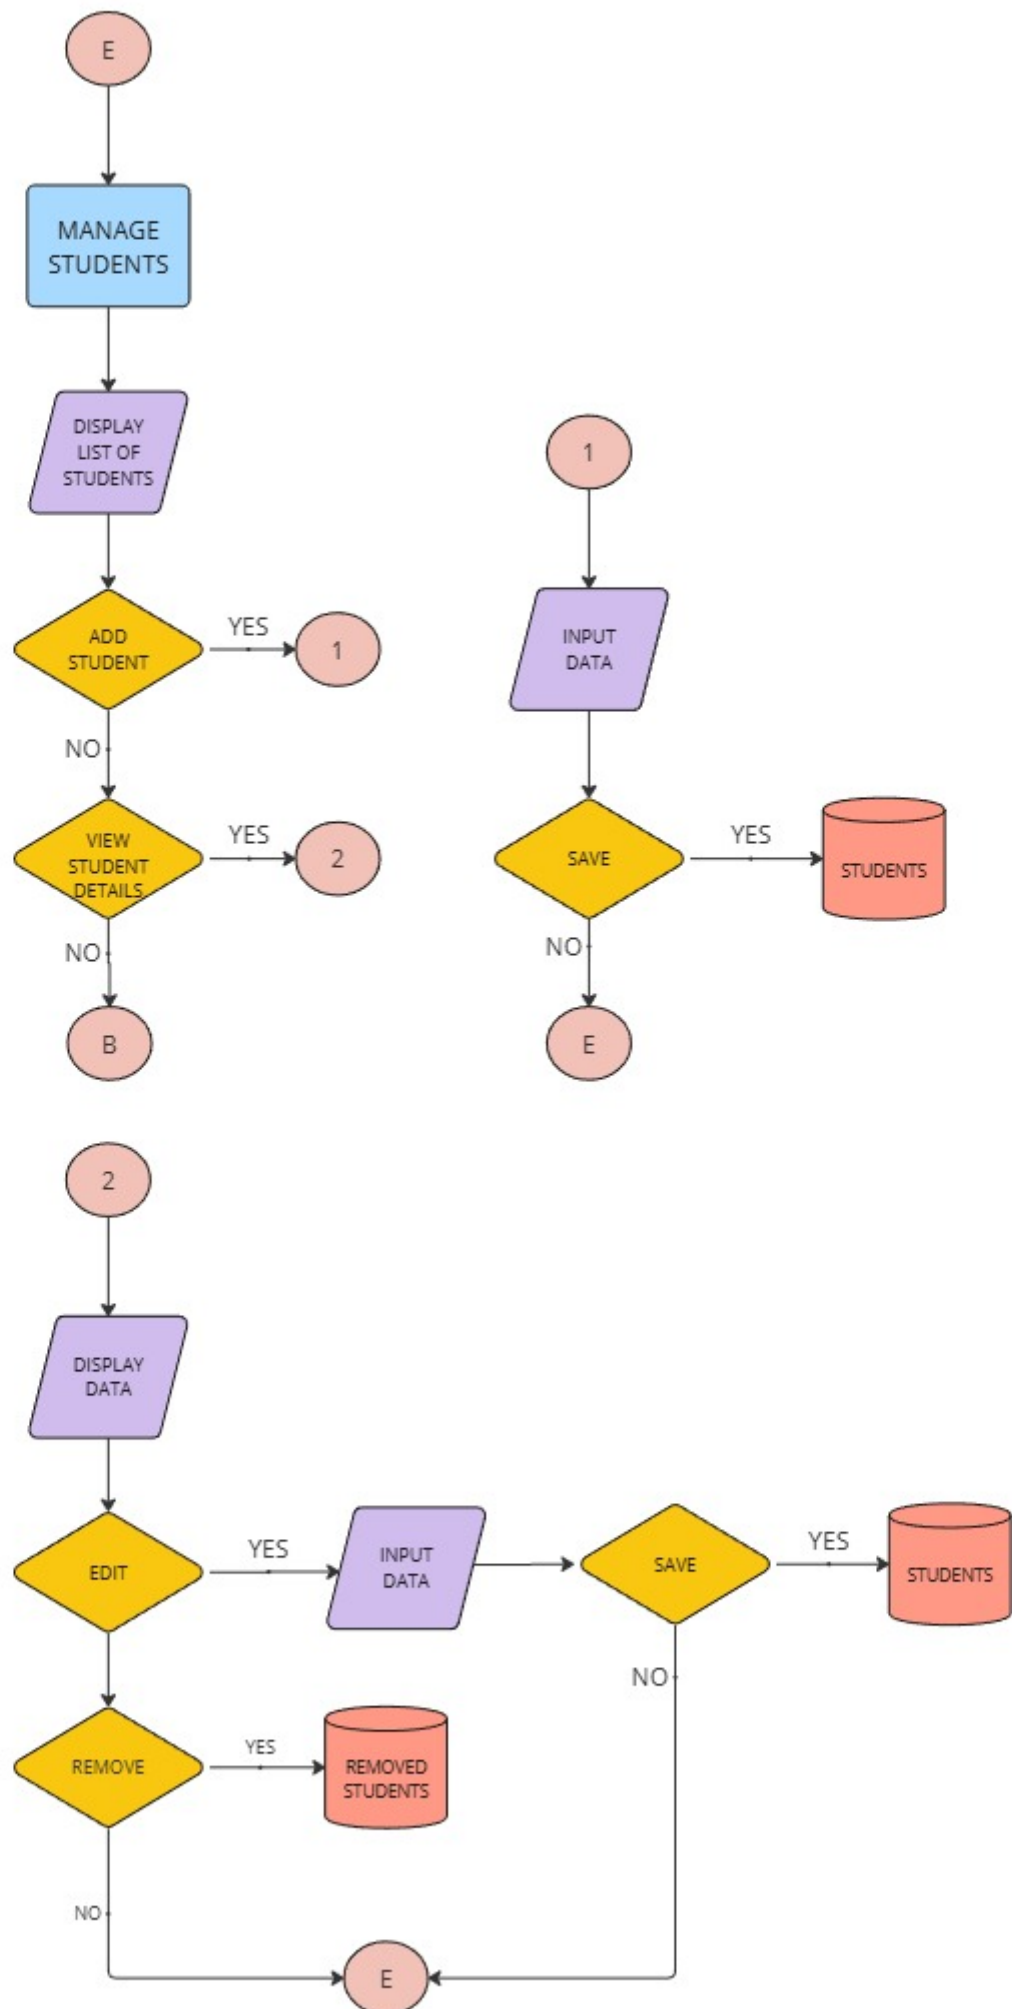 E
MANAGE
STUDENTS
DISPLAY
LIST OF
STUDENTS
ADD
STUDENT
YES
1
NO
VIEW
STUDENT
DETAILS
YES
2
NO
B
1
INPUT
DATA
SAVE
YES
STUDENTS
NO
E
2
DISPLAY
DATA
EDIT
YES
INPUT
DATA
SAVE
YES
STUDENTS
NO
REMOVE
YES
REMOVED
STUDENTS
NO
E